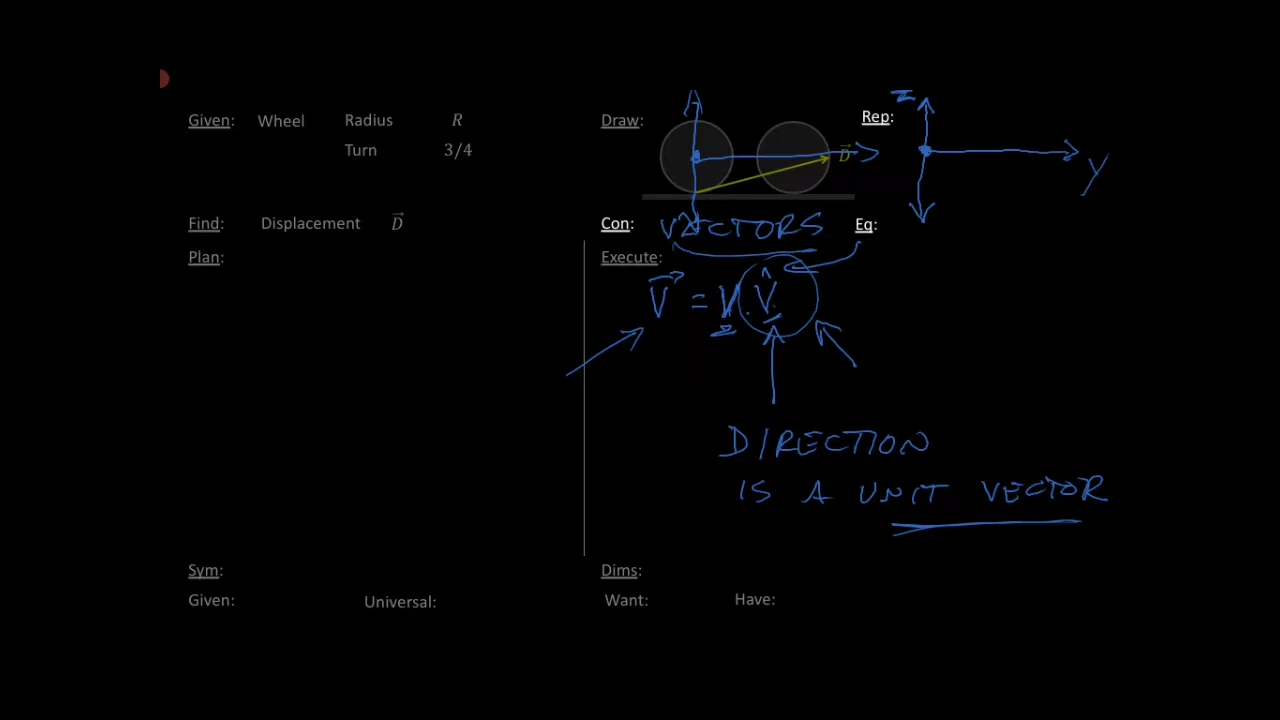 Given: Wheel Radius R
Turn 3/4
Find: Displacement D⃗
Plan:
Sym:
Given: Universal:
Draw: D⃗
Rep: z
y
Con: VECTORS Eq:
Execute:
V⃗ = V V̂
DIRECTION
IS A UNIT VECTOR
Dims:
Want: Have: